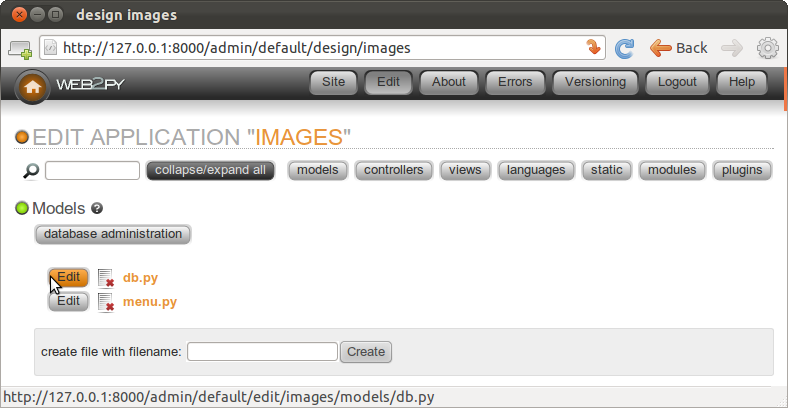 design images
http://127.0.0.1:8000/admin/default/design/images
Back
WEB2PY
Site Edit About Errors Versioning Logout Help
EDIT APPLICATION "IMAGES"
collapse/expand all models controllers views languages static modules plugins
Models ?
database administration
Edit db.py
Edit menu.py
create file with filename: Create
http://127.0.0.1:8000/admin/default/edit/images/models/db.py